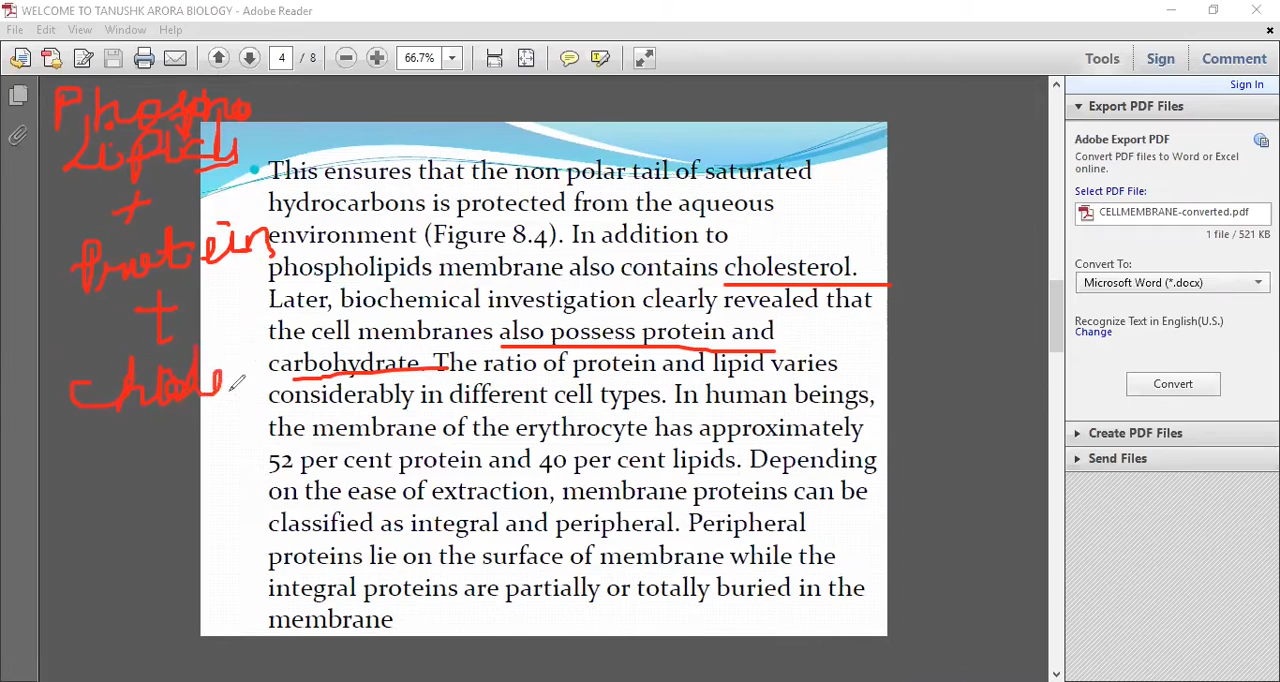 WELCOME TO TANUSHK ARORA BIOLOGY - Adobe Reader
File Edit View Window Help
4 / 8 66.7% Tools Sign Comment
Sign In
Export PDF Files
Adobe Export PDF
Convert PDF files to Word or Excel
online.
Select PDF File:
CELLMEMBRANE-converted.pdf
1 file / 521 KB
Convert To:
Microsoft Word (*.docx)
Recognize Text in English(U.S.)
Change
Convert
Create PDF Files
Send Files
Phospho
Lipids
+
Protein
+
This ensures that the non polar tail of saturated
hydrocarbons is protected from the aqueous
environment (Figure 8.4). In addition to
phospholipids membrane also contains cholesterol.
Later, biochemical investigation clearly revealed that
the cell membranes also possess protein and
carbohydrate. The ratio of protein and lipid varies
considerably in different cell types. In human beings,
the membrane of the erythrocyte has approximately
52 per cent protein and 40 per cent lipids. Depending
on the ease of extraction, membrane proteins can be
classified as integral and peripheral. Peripheral
proteins lie on the surface of membrane while the
integral proteins are partially or totally buried in the
membrane